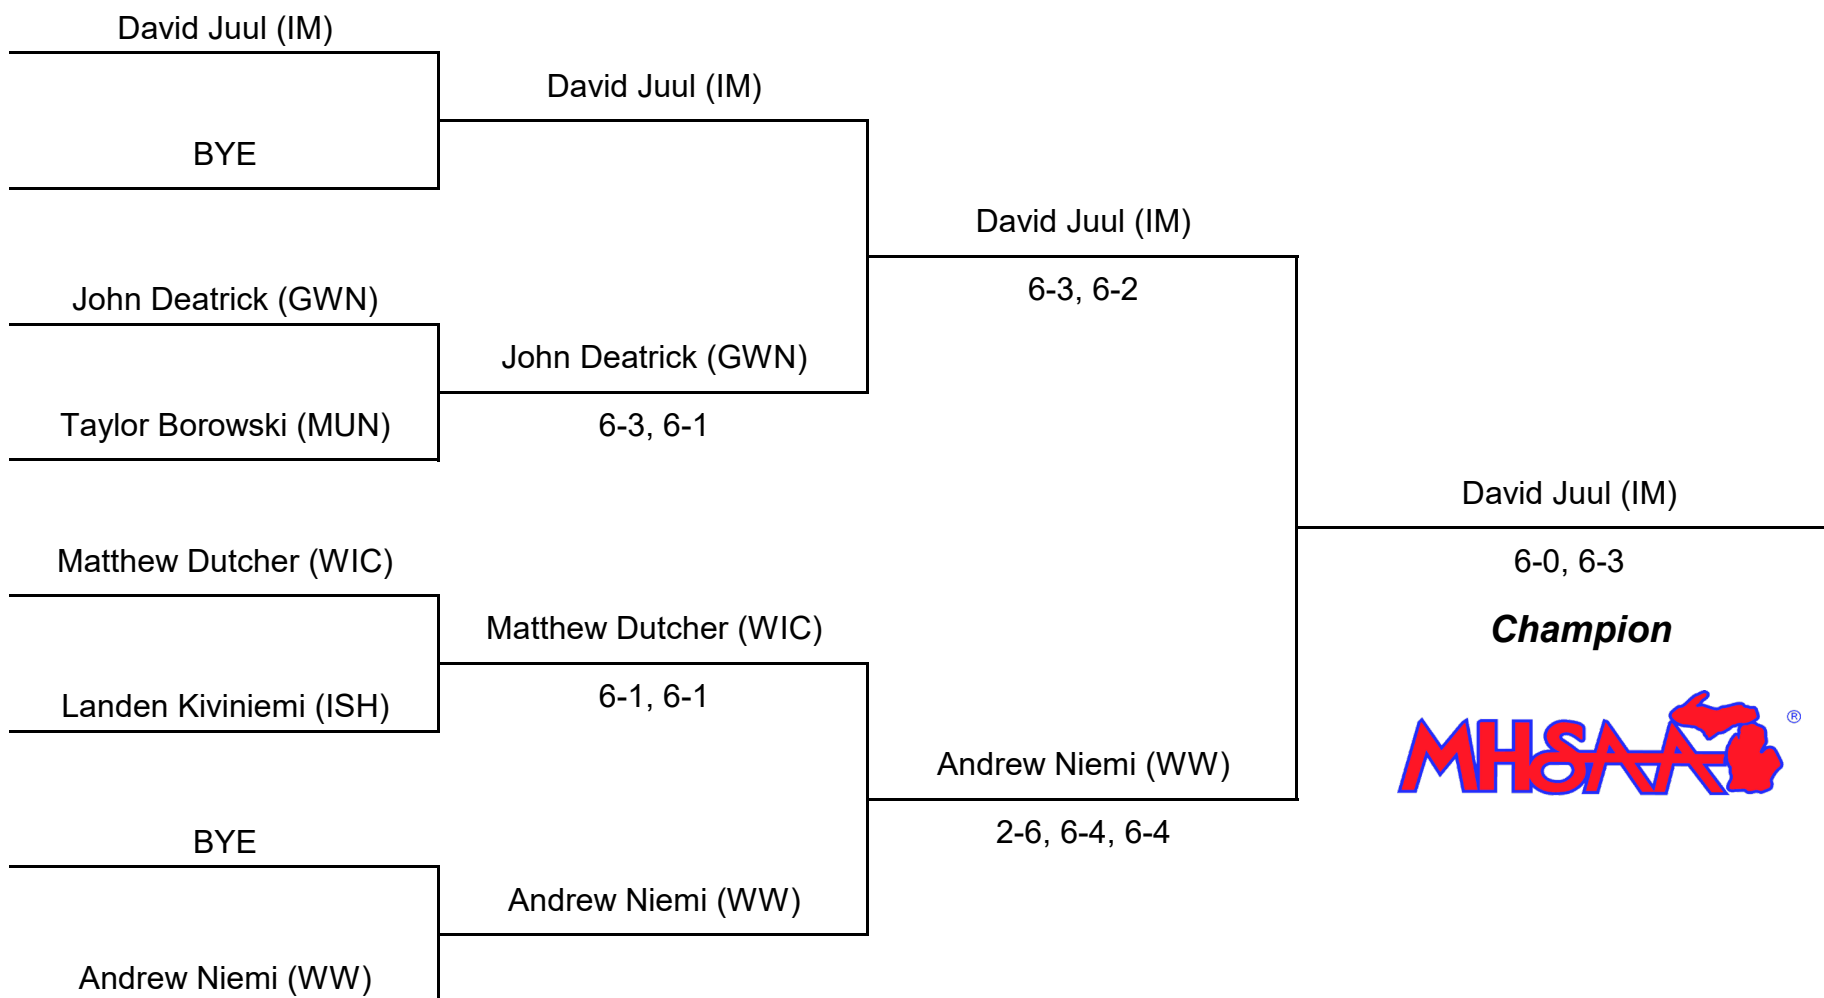 David Juul (IM)
BYE
John Deatrick (GWN)
Taylor Borowski (MUN)
Matthew Dutcher (WIC)
Landen Kiviniemi (ISH)
BYE
Andrew Niemi (WW)
David Juul (IM)
John Deatrick (GWN)
6-3, 6-1
Matthew Dutcher (WIC)
6-1, 6-1
Andrew Niemi (WW)
David Juul (IM)
6-3, 6-2
Andrew Niemi (WW)
2-6, 6-4, 6-4
David Juul (IM)
6-0, 6-3
Champion
MHSAA®